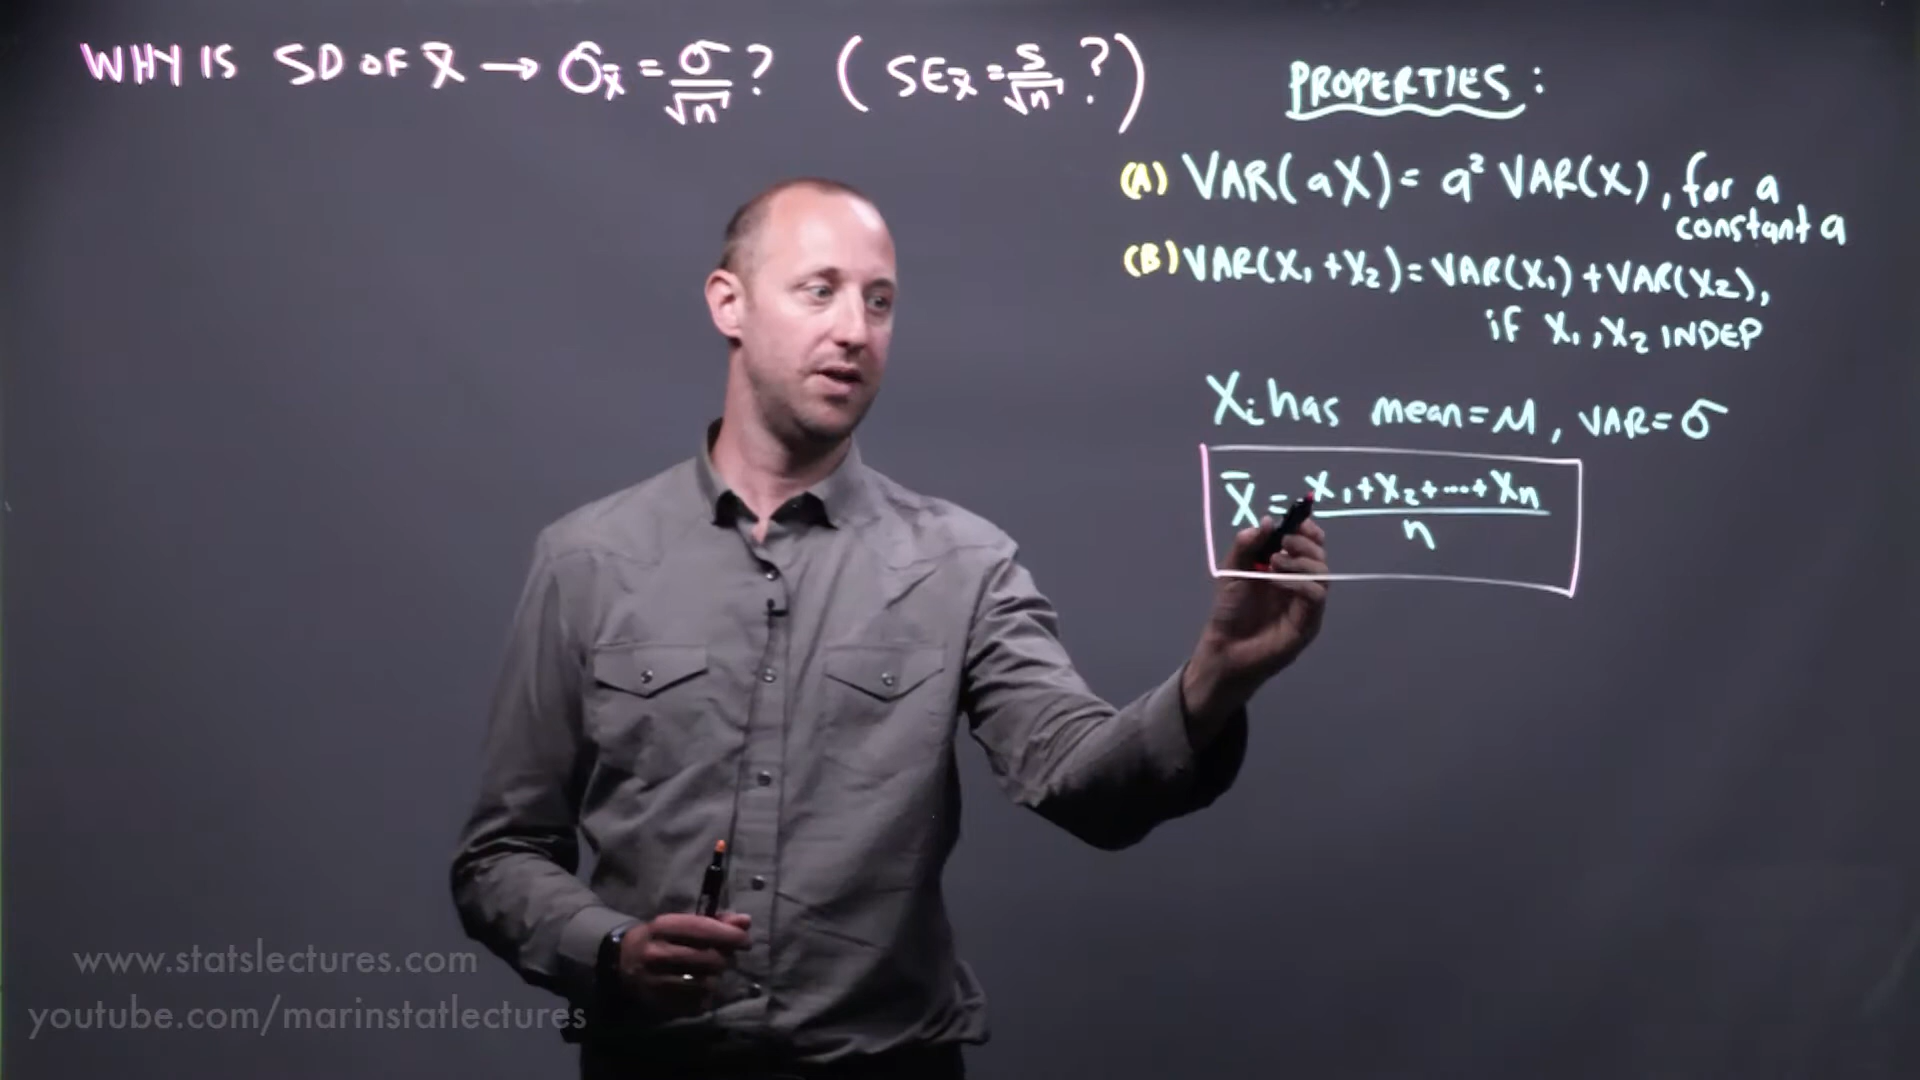 WHY IS SD OF X̄ → σx̄ = σ/√n ? (SEx̄ = s/√n ?)
PROPERTIES:
(A) VAR(aX) = a² VAR(X), for a
constant a
(B) VAR(X₁ + X₂) = VAR(X₁) + VAR(X₂),
if X₁, X₂ INDEP
Xi has mean = M, VAR = σ
X̄ = X₁ + X₂ + ... + Xn
n
www.statslectures.com
youtube.com/marinstatlectures